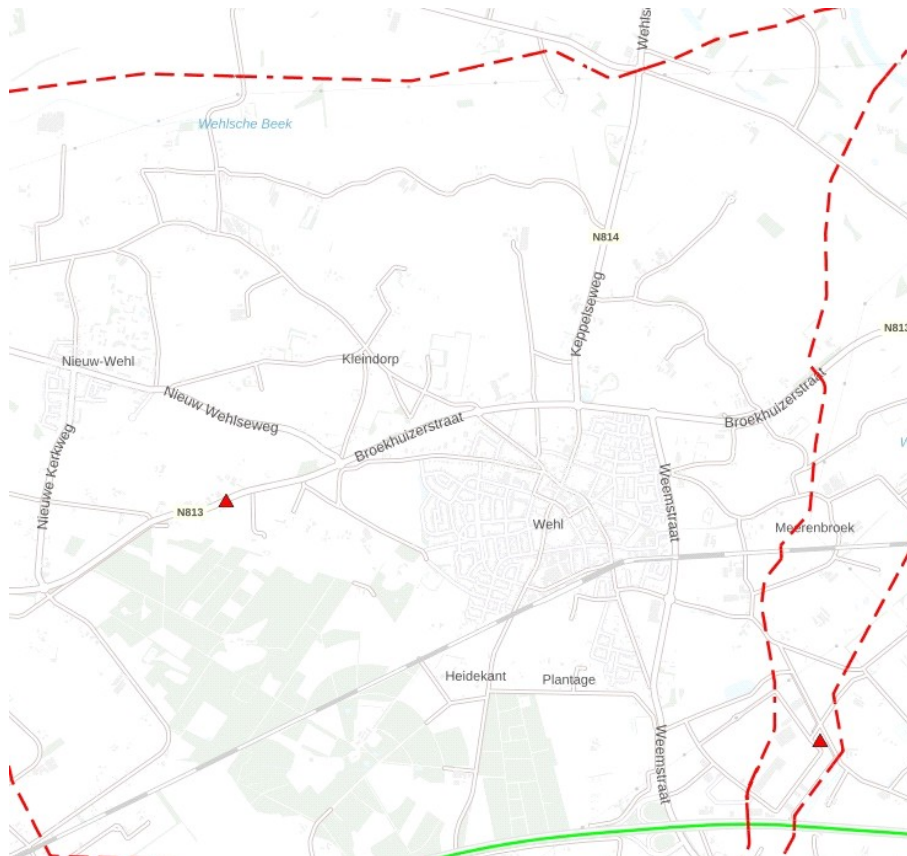 Wehls
Wehlsche Beek
N814
Keppelseweg
N813
Nieuw-Wehl
Kleindorp
Nieuw Wehlseweg
Broekhuizerstraat
Broekhuizerstraat
Nieuwe Kerkweg
N813
Weemstraat
Wehl
Meerenbroek
Heidekant
Plantage
Weemstraat